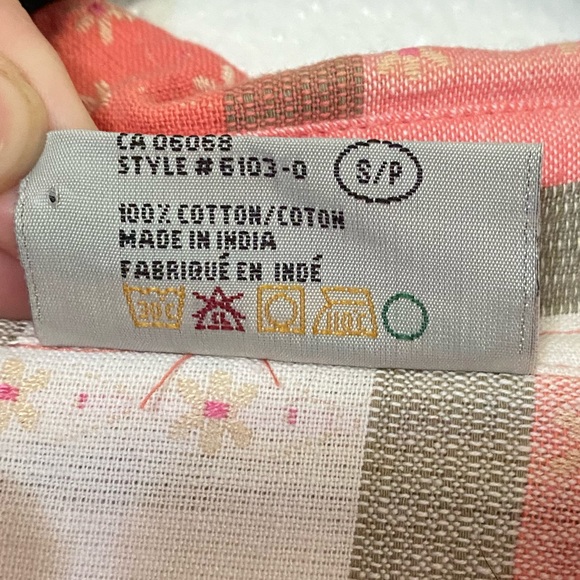 CA 06068
STYLE # 6103-0
S/P
100% COTTON/COTON
MADE IN INDIA
FABRIQUÉ EN INDÉ